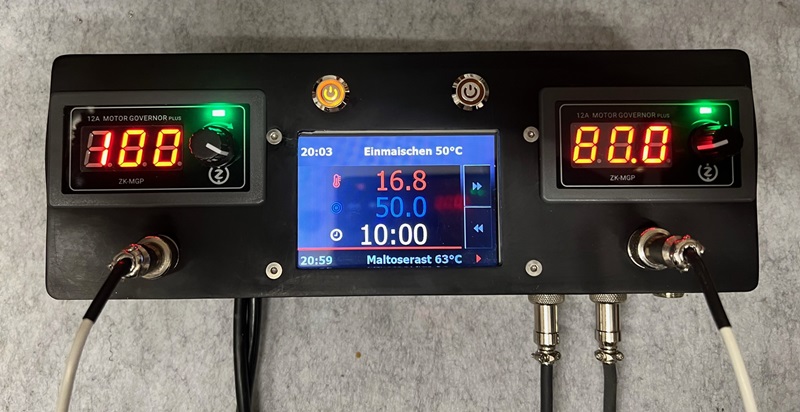 12A MOTOR GOVERNOR PLUS
100
ZK-MGP
20:03 Einmaischen 50°C
16.8
50.0
10:00
20:59 Maltoserast 63°C
12A MOTOR GOVERNOR PLUS
80.0
ZK-MGP